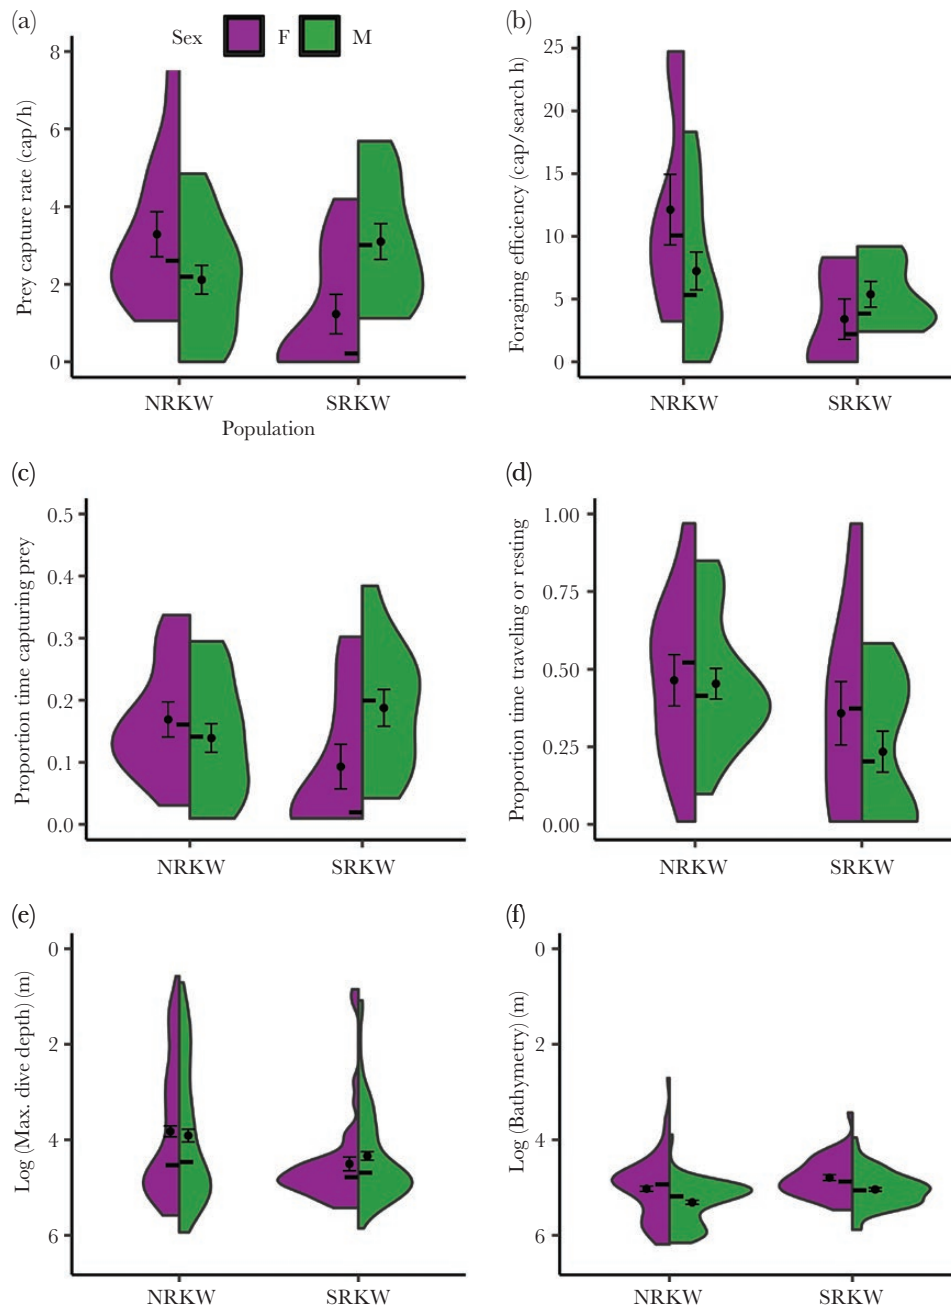 (a)
Sex F M
Prey capture rate (cap/h)
8
6
4
2
0
NRKW SRKW
Population
(b)
Foraging efficiency (cap/search h)
25
20
15
10
5
0
NRKW SRKW
(c)
Proportion time capturing prey
0.5
0.4
0.3
0.2
0.1
0.0
NRKW SRKW
(d)
Proportion time traveling or resting
1.00
0.75
0.50
0.25
0.00
NRKW SRKW
(e)
Log (Max. dive depth) (m)
0
2
4
6
NRKW SRKW
(f)
Log (Bathymetry) (m)
0
2
4
6
NRKW SRKW